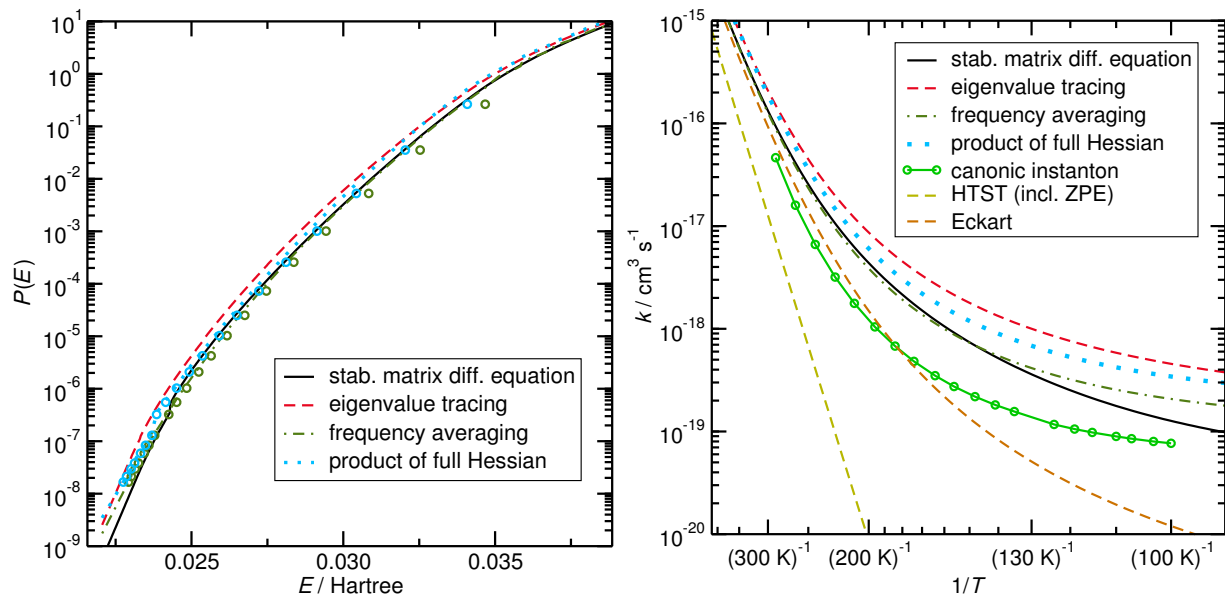 10^1
10^0
10^-1
10^-2
10^-3
10^-4
10^-5
10^-6
10^-7
10^-8
10^-9
P(E)
stab. matrix diff. equation
eigenvalue tracing
frequency averaging
product of full Hessian
0.025 0.030 0.035
E / Hartree
10^-15
10^-16
10^-17
10^-18
10^-19
10^-20
k / cm^3 s^-1
stab. matrix diff. equation
eigenvalue tracing
frequency averaging
product of full Hessian
canonic instanton
HTST (incl. ZPE)
Eckart
(300 K)^-1 (200 K)^-1 (130 K)^-1 (100 K)^-1
1/T